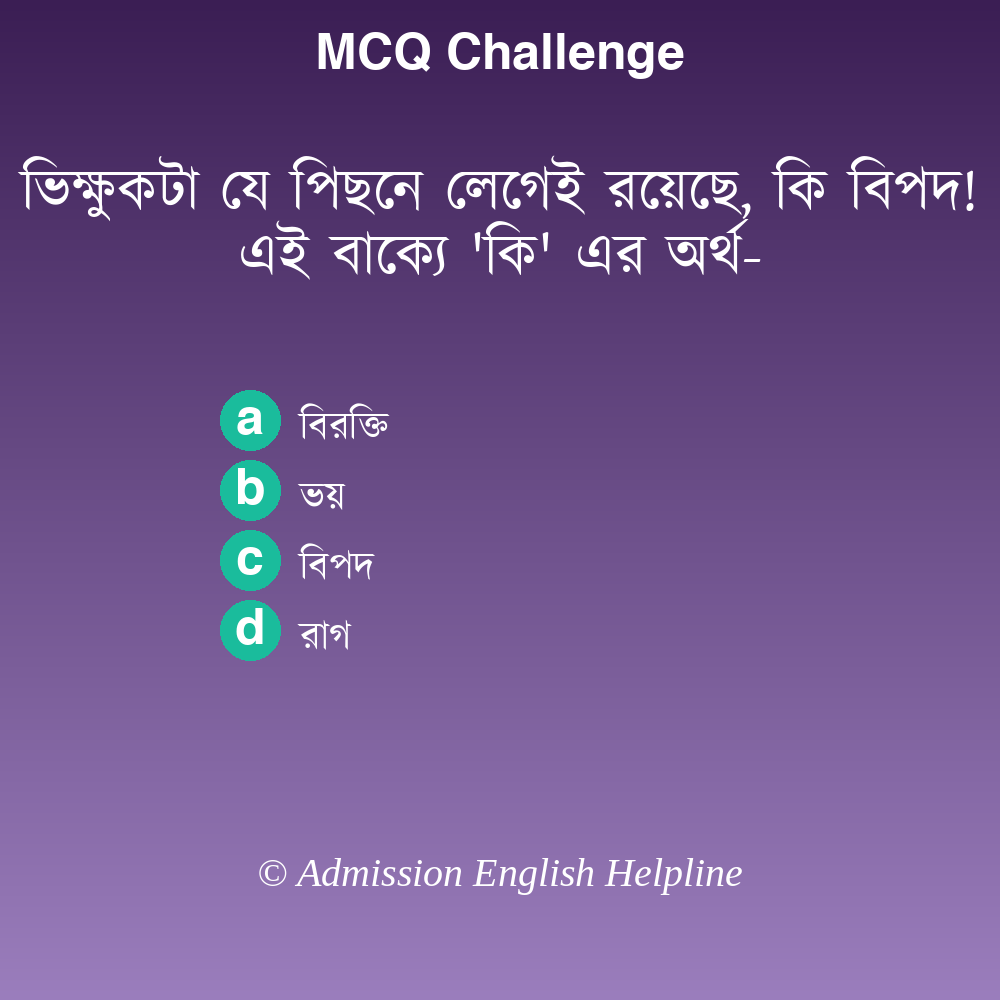 MCQ Challenge
ভিক্ষুকটা যে পিছনে লেগেই রয়েছে, কি বিপদ!
এই বাক্যে 'কি' এর অর্থ-
a বিরক্তি
b ভয়
c বিপদ
d রাগ
© Admission English Helpline